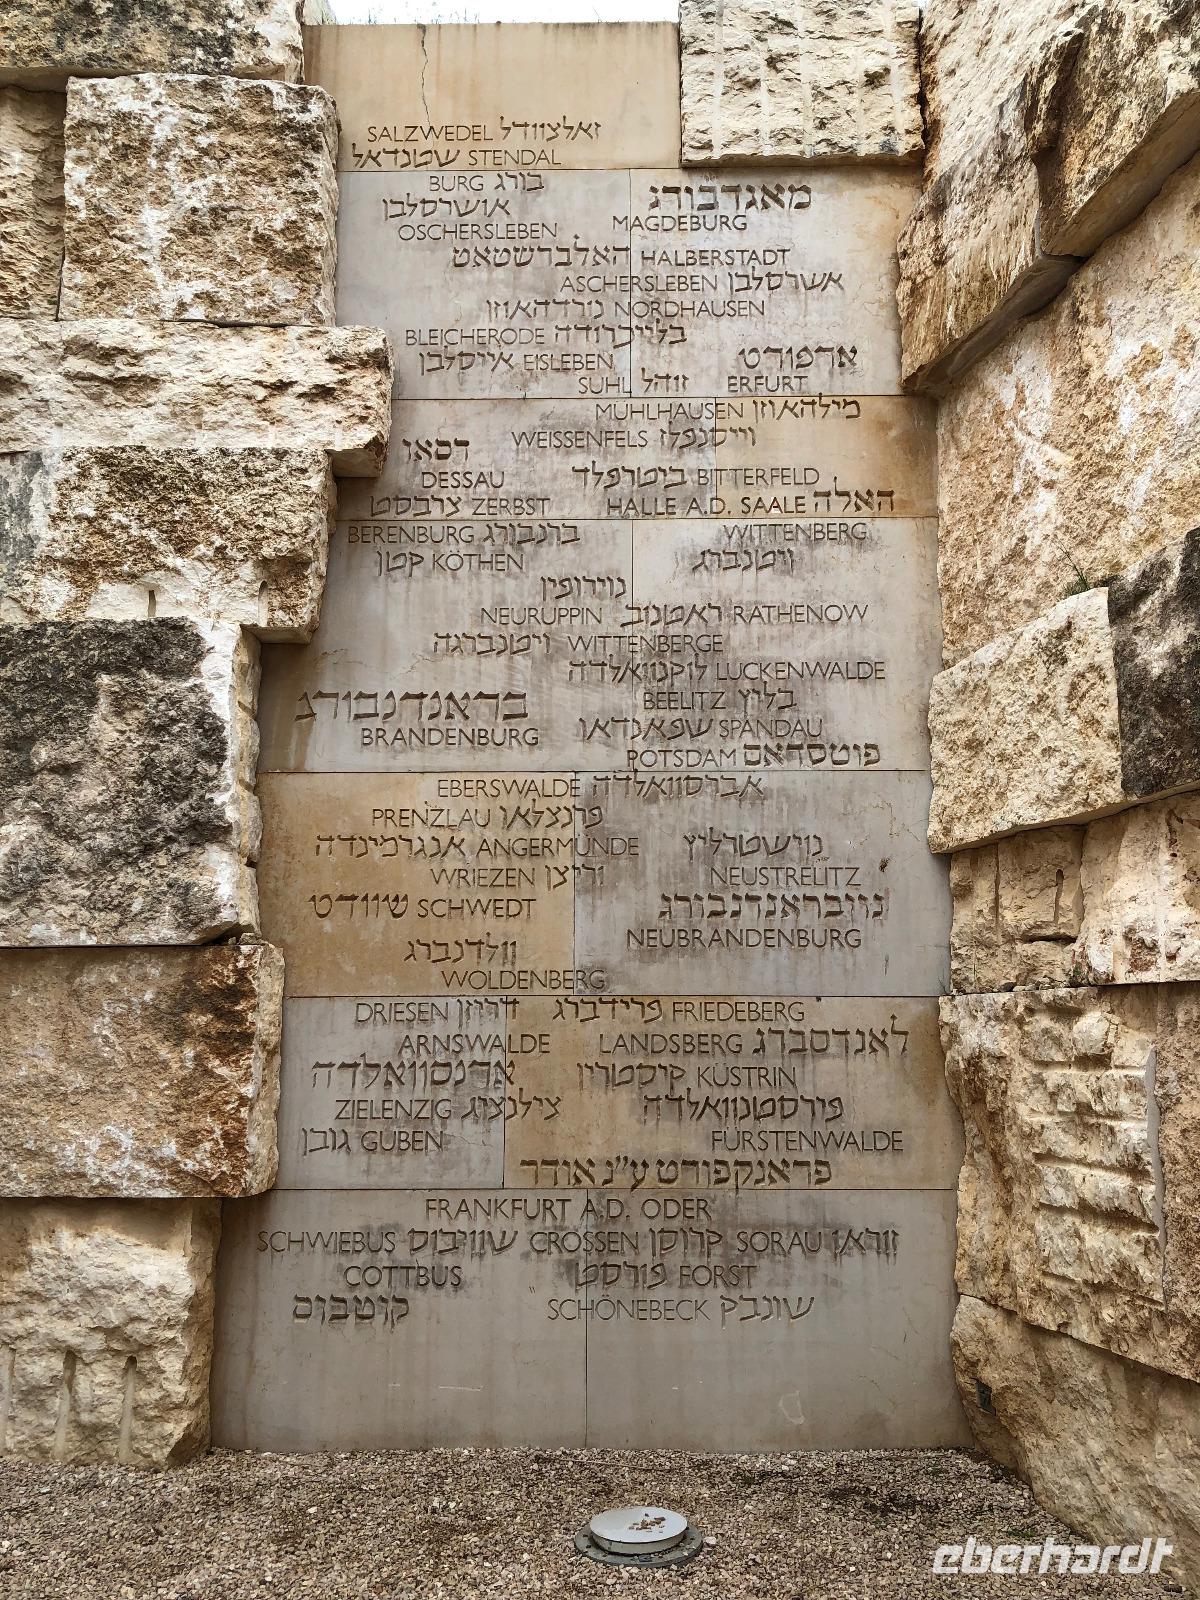 SALZWEDEL זאלצוודל
שטנדאל STENDAL
BURG בורג
מאגדבורג
אושרסלבן
OSCHERSLEBEN
MAGDEBURG
האלברשטאט HALBERSTADT
ASCHERSLEBEN אשרסלבן
נורדהאוזן NORDHAUSEN
BLEICHERODE בלייכרודה
אייסלבן EISLEBEN
ארפורט
SUHL זוהל
ERFURT
MÜHLHAUSEN מילהאוזן
דסאו
WEISSENFELS ווייסנפלז
DESSAU
ביטרפלד BITTERFELD
צרבסט ZERBST
HALLE A.D. SAALE האלה
BERENBURG ברנבורג
WITTENBERG
קטן KÖTHEN
ויטנברג
נוירופין
NEURUPPIN
ראטנוב RATHENOW
ויטנברגה WITTENBERGE
לוקנוואלדה LUCKENWALDE
בראנדנבורג
BEELITZ בליץ
BRANDENBURG
שפאנדאו SPANDAU
POTSDAM פוטסדאם
EBERSWALDE אברסוואלדה
PRENZLAU פרנצלאו
אנגרמינדה ANGERMÜNDE
נוישטרליץ
WRIEZEN וריצן
NEUSTRELITZ
שוודט SCHWEDT
נויבראנדנבורג
NEUBRANDENBURG
וולדנברג
WOLDENBERG
DRIESEN דריזן
פרידברג FRIEDEBERG
ARNSWALDE
LANDSBERG לאנדסברג
ארנסוואלדה
קיסטרין KÜSTRIN
ZIELENZIG צילנציג
פורסטנוואלדה
גובן GUBEN
FÜRSTENWALDE
פראנקפורט ע״נ אודר
FRANKFURT A.D. ODER
SCHWIEBUS שוויבוס CROSSEN קרוסן SORAU זוראו
COTTBUS
פורסט FORST
קוטבוס
SCHÖNEBECK שונבק
eberhardt